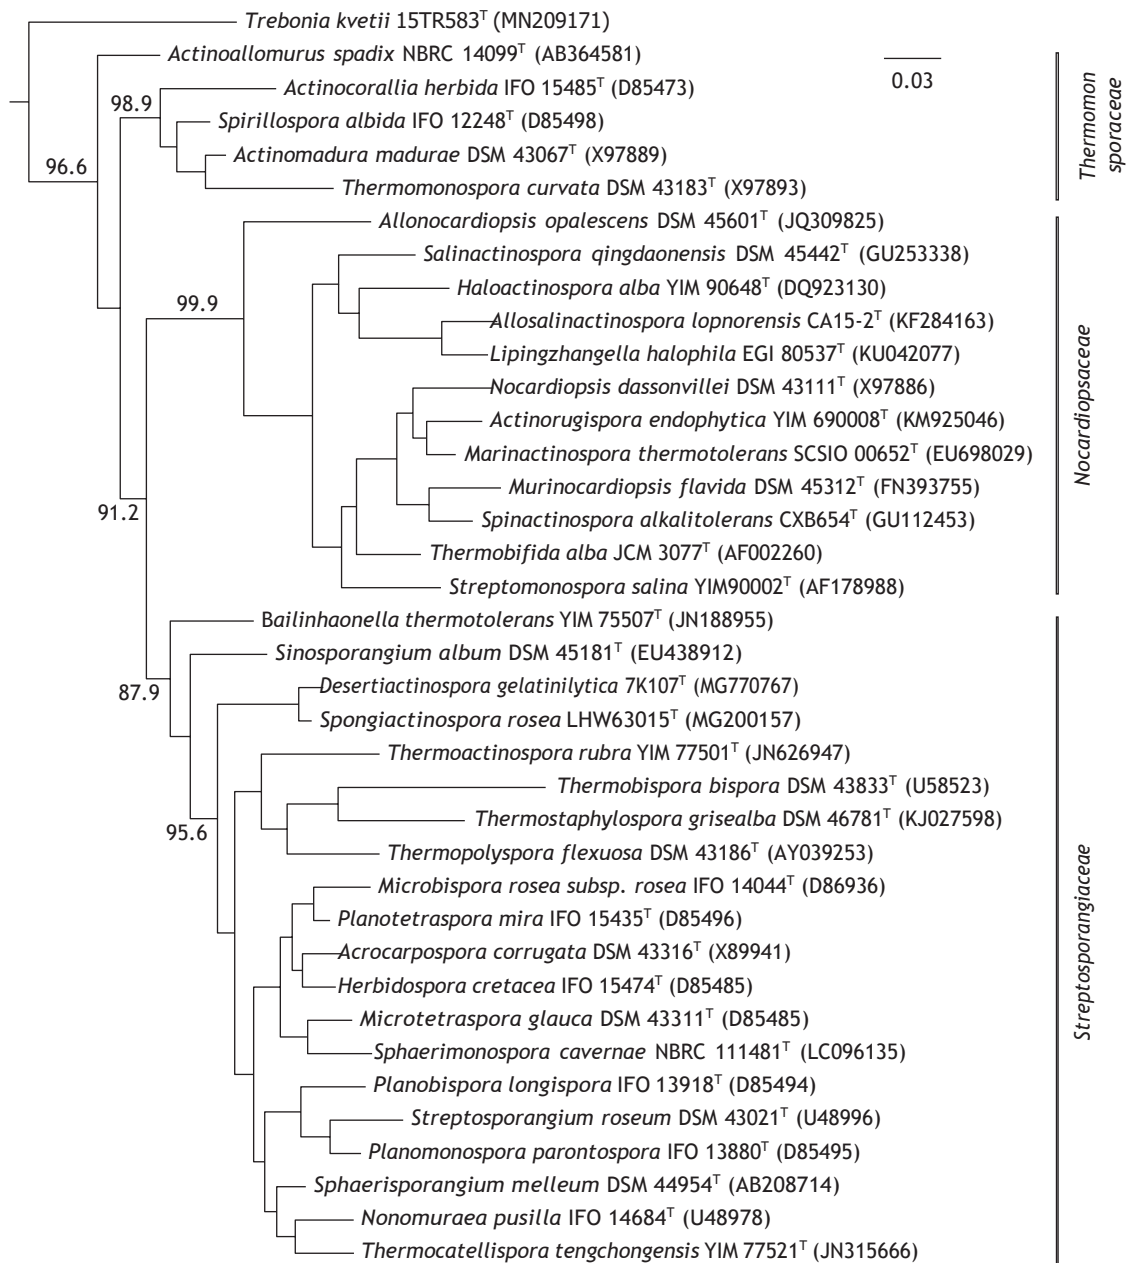 Trebonia kvetii 15TR583ᵀ (MN209171)
Actinoallomurus spadix NBRC 14099ᵀ (AB364581)
0.03
Actinocorallia herbida IFO 15485ᵀ (D85473)
98.9
Spirillospora albida IFO 12248ᵀ (D85498)
Actinomadura madurae DSM 43067ᵀ (X97889)
96.6
Thermomonospora curvata DSM 43183ᵀ (X97893)
Thermomon
sporaceae
Allonocardiopsis opalescens DSM 45601ᵀ (JQ309825)
Salinactinospora qingdaonensis DSM 45442ᵀ (GU253338)
Haloactinospora alba YIM 90648ᵀ (DQ923130)
99.9
Allosalinactinospora lopnorensis CA15-2ᵀ (KF284163)
Lipingzhangella halophila EGI 80537ᵀ (KU042077)
Nocardiopsis dassonvillei DSM 43111ᵀ (X97886)
Actinorugispora endophytica YIM 690008ᵀ (KM925046)
Marinactinospora thermotolerans SCSIO 00652ᵀ (EU698029)
Murinocardiopsis flavida DSM 45312ᵀ (FN393755)
91.2
Spinactinospora alkalitolerans CXB654ᵀ (GU112453)
Thermobifida alba JCM 3077ᵀ (AF002260)
Streptomonospora salina YIM90002ᵀ (AF178988)
Nocardiopsaceae
Bailinhaonella thermotolerans YIM 75507ᵀ (JN188955)
Sinosporangium album DSM 45181ᵀ (EU438912)
87.9
Desertiactinospora gelatinilytica 7K107ᵀ (MG770767)
Spongiactinospora rosea LHW63015ᵀ (MG200157)
Thermoactinospora rubra YIM 77501ᵀ (JN626947)
Thermobispora bispora DSM 43833ᵀ (U58523)
Thermostaphylospora grisealba DSM 46781ᵀ (KJ027598)
95.6
Thermopolyspora flexuosa DSM 43186ᵀ (AY039253)
Microbispora rosea subsp. rosea IFO 14044ᵀ (D86936)
Planotetraspora mira IFO 15435ᵀ (D85496)
Acrocarpospora corrugata DSM 43316ᵀ (X89941)
Herbidospora cretacea IFO 15474ᵀ (D85485)
Microtetraspora glauca DSM 43311ᵀ (D85485)
Sphaerimonospora cavernae NBRC 111481ᵀ (LC096135)
Planobispora longispora IFO 13918ᵀ (D85494)
Streptosporangium roseum DSM 43021ᵀ (U48996)
Planomonospora parontospora IFO 13880ᵀ (D85495)
Sphaerisporangium melleum DSM 44954ᵀ (AB208714)
Nonomuraea pusilla IFO 14684ᵀ (U48978)
Thermocatellispora tengchongensis YIM 77521ᵀ (JN315666)
Streptosporangiaceae